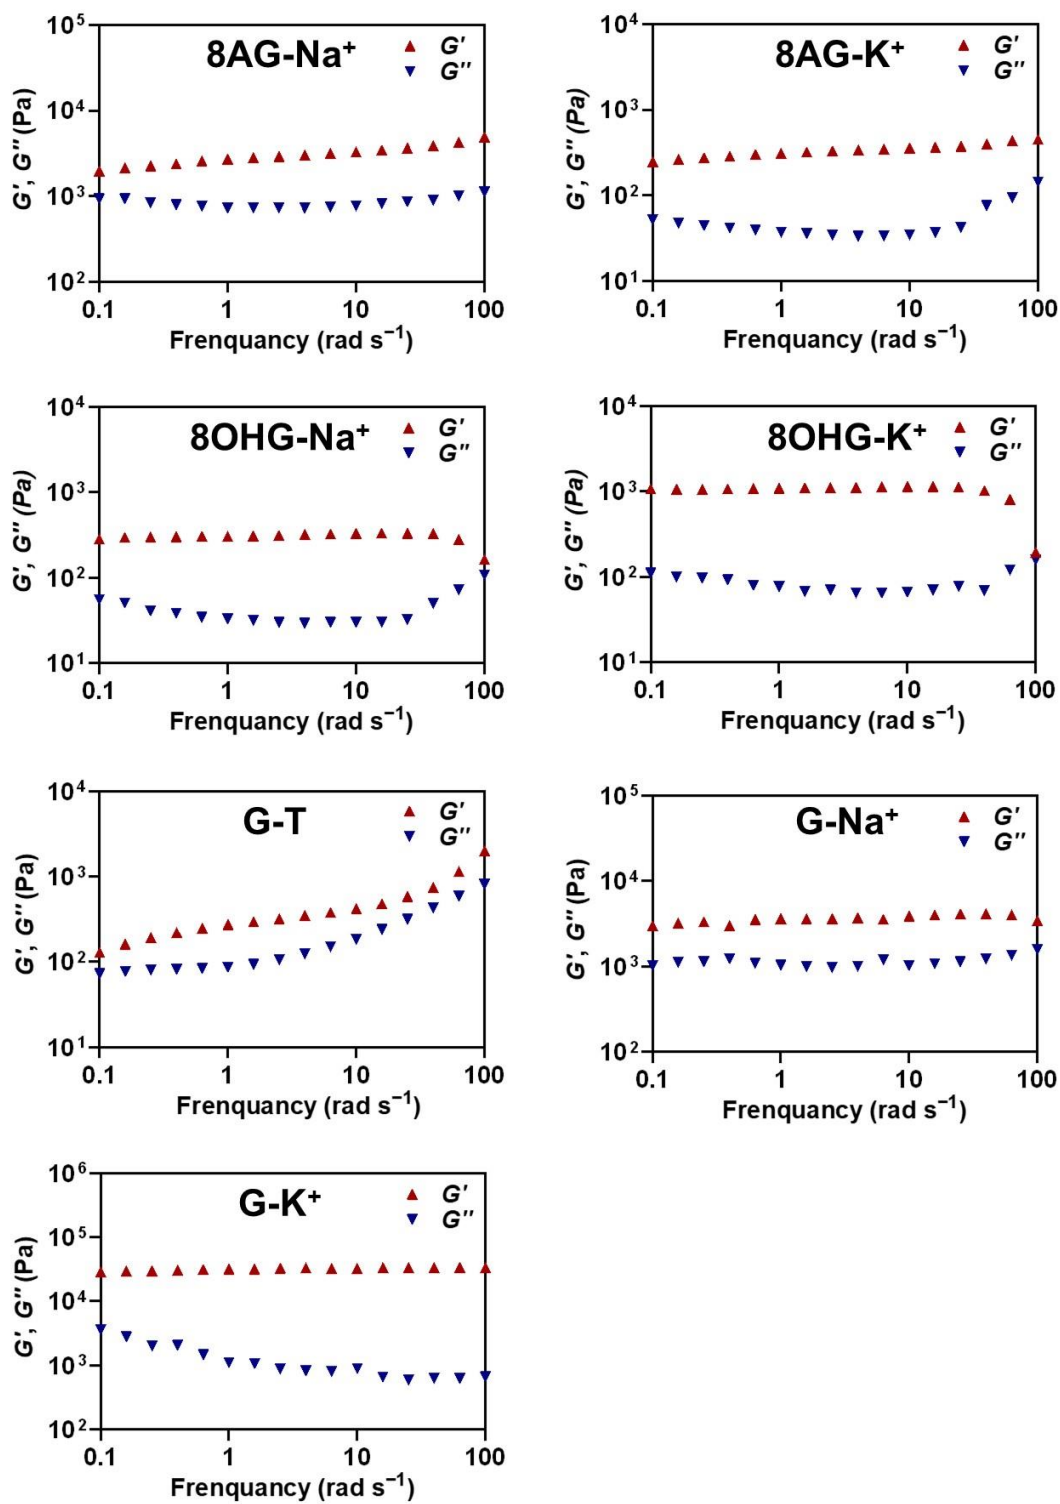 8AG-Na⁺
G'
G''
10⁵
10⁴
10³
10²
G', G'' (Pa)
0.1 1 10 100
Frenquancy (rad s⁻¹)
8AG-K⁺
G'
G''
10⁴
10³
10²
10¹
G', G'' (Pa)
0.1 1 10 100
Frenquancy (rad s⁻¹)
8OHG-Na⁺
G'
G''
10⁴
10³
10²
10¹
G', G'' (Pa)
0.1 1 10 100
Frenquancy (rad s⁻¹)
8OHG-K⁺
G'
G''
10⁴
10³
10²
10¹
G', G'' (Pa)
0.1 1 10 100
Frenquancy (rad s⁻¹)
G-T
G'
G''
10⁴
10³
10²
10¹
G', G'' (Pa)
0.1 1 10 100
Frenquancy (rad s⁻¹)
G-Na⁺
G'
G''
10⁵
10⁴
10³
10²
G', G'' (Pa)
0.1 1 10 100
Frenquancy (rad s⁻¹)
G-K⁺
G'
G''
10⁶
10⁵
10⁴
10³
10²
G', G'' (Pa)
0.1 1 10 100
Frenquancy (rad s⁻¹)